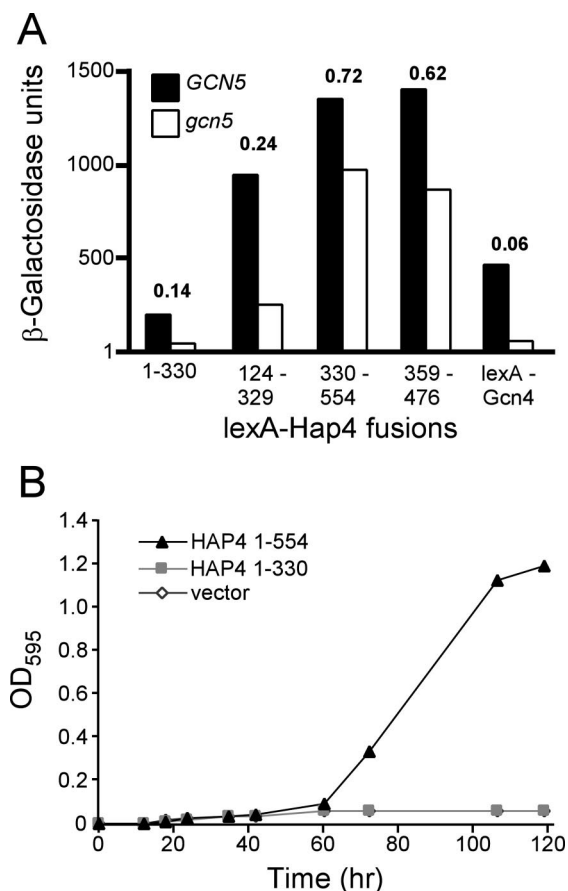 A
β-Galactosidase units
1500
1000
500
1
GCN5
gcn5
0.14
0.24
0.72
0.62
0.06
1-330
124 - 329
330 - 554
359 - 476
lexA - Gcn4
lexA-Hap4 fusions
B
OD595
1.4
1.2
1.0
0.8
0.6
0.4
0.2
0
HAP4 1-554
HAP4 1-330
vector
0
20
40
60
80
100
120
Time (hr)